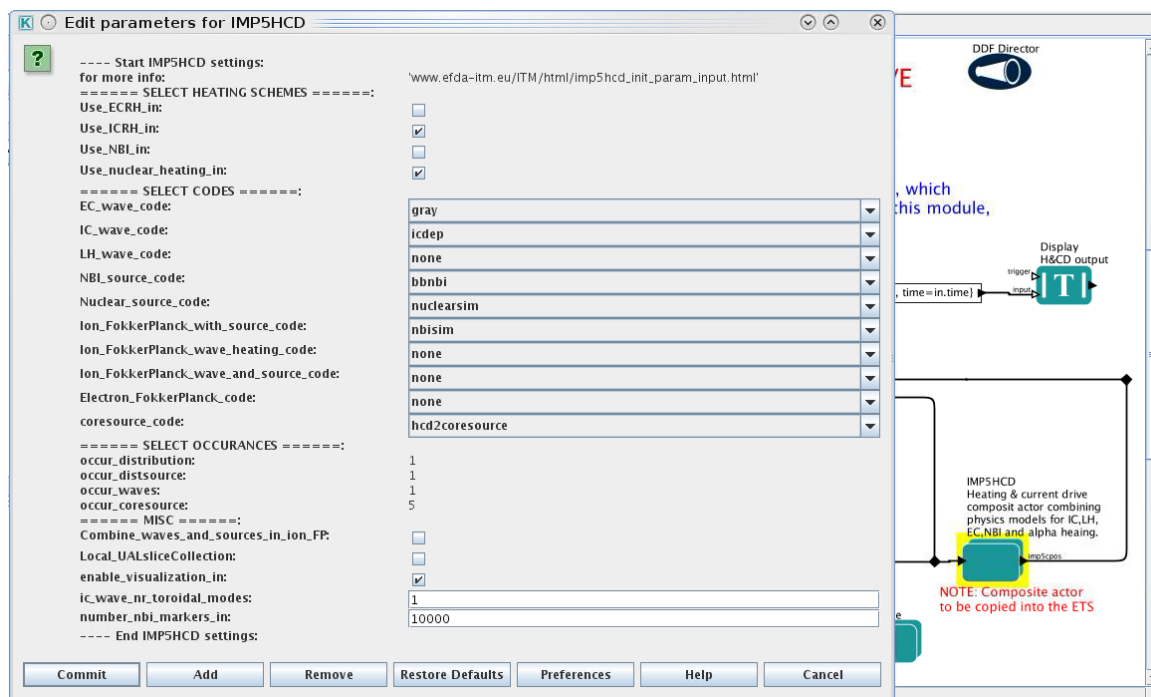 Edit parameters for IMP5HCD
?
---- Start IMP5HCD settings:
for more info: 'www.efda-itm.eu/ITM/html/imp5hcd_init_param_input.html'
====== SELECT HEATING SCHEMES ======:
Use_ECRH_in:
Use_ICRH_in:
Use_NBI_in:
Use_nuclear_heating_in:
====== SELECT CODES ======:
EC_wave_code: gray
IC_wave_code: icdep
LH_wave_code: none
NBI_source_code: bbnbi
Nuclear_source_code: nuclearsim
Ion_FokkerPlanck_with_source_code: nbisim
Ion_FokkerPlanck_wave_heating_code: none
Ion_FokkerPlanck_wave_and_source_code: none
Electron_FokkerPlanck_code: none
coresource_code: hcd2coresource
====== SELECT OCCURANCES ======:
occur_distribution: 1
occur_distsource: 1
occur_waves: 1
occur_coresource: 5
====== MISC ======:
Combine_waves_and_sources_in_ion_FP:
Local_UALsliceCollection:
enable_visualization_in:
ic_wave_nr_toroidal_modes: 1
number_nbi_markers_in: 10000
---- End IMP5HCD settings:
Commit Add Remove Restore Defaults Preferences Help Cancel
DDF Director
, which
this module,
Display
H&CD output
trigger
input
T
, time=in.time}
IMP5HCD
Heating & current drive
composit actor combining
physics models for IC,LH,
EC,NBI and alpha heaing.
imp5cpos
NOTE: Composite actor
to be copied into the ETS